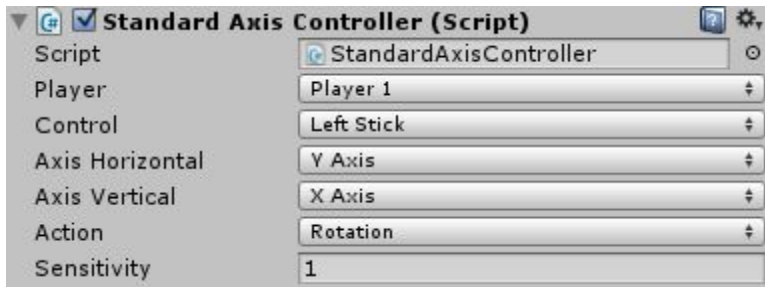 Standard Axis Controller (Script)
Script StandardAxisController
Player Player 1
Control Left Stick
Axis Horizontal Y Axis
Axis Vertical X Axis
Action Rotation
Sensitivity 1